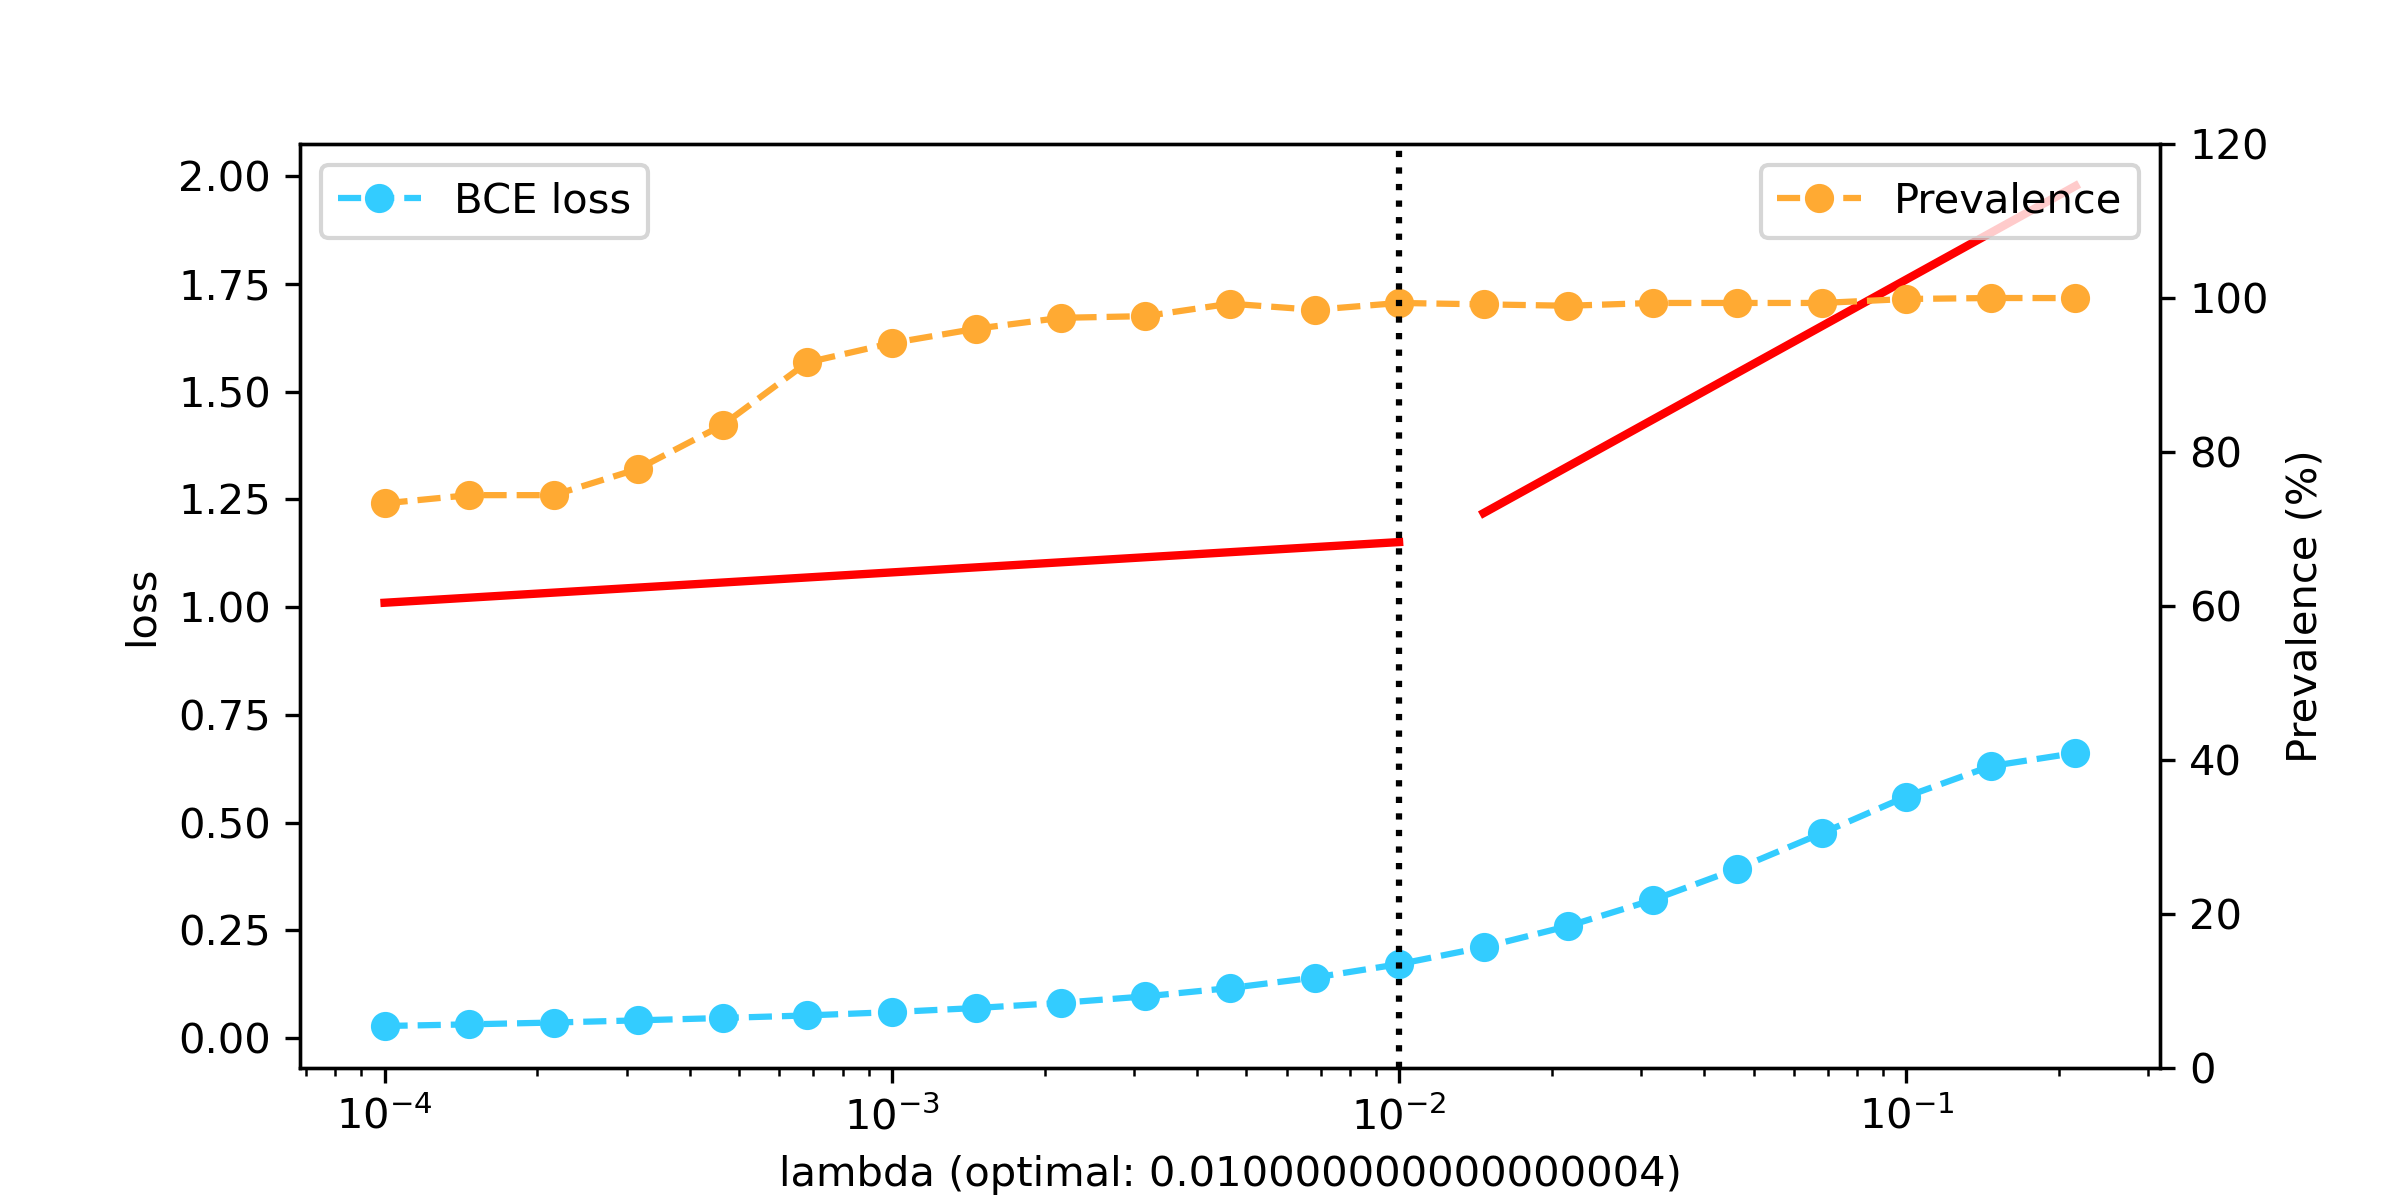 BCE loss
Prevalence
2.00
1.75
1.50
1.25
1.00
0.75
0.50
0.25
0.00
loss
120
100
80
60
40
20
0
Prevalence (%)
10⁻⁴ 10⁻³ 10⁻² 10⁻¹
lambda (optimal: 0.010000000000000004)